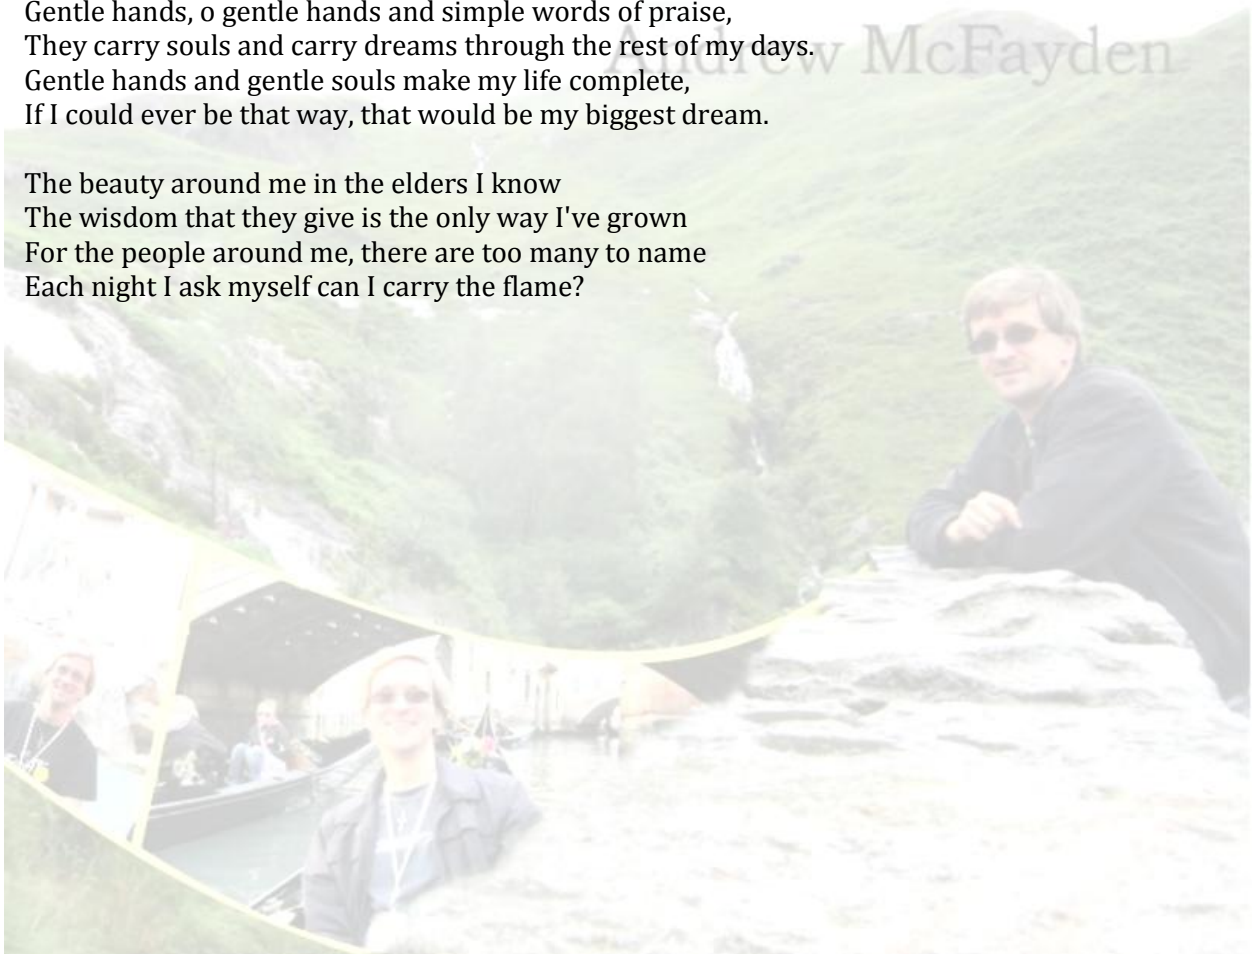 Andrew McFayden
Gentle hands, o gentle hands and simple words of praise,
They carry souls and carry dreams through the rest of my days.
Gentle hands and gentle souls make my life complete,
If I could ever be that way, that would be my biggest dream.
The beauty around me in the elders I know
The wisdom that they give is the only way I've grown
For the people around me, there are too many to name
Each night I ask myself can I carry the flame?